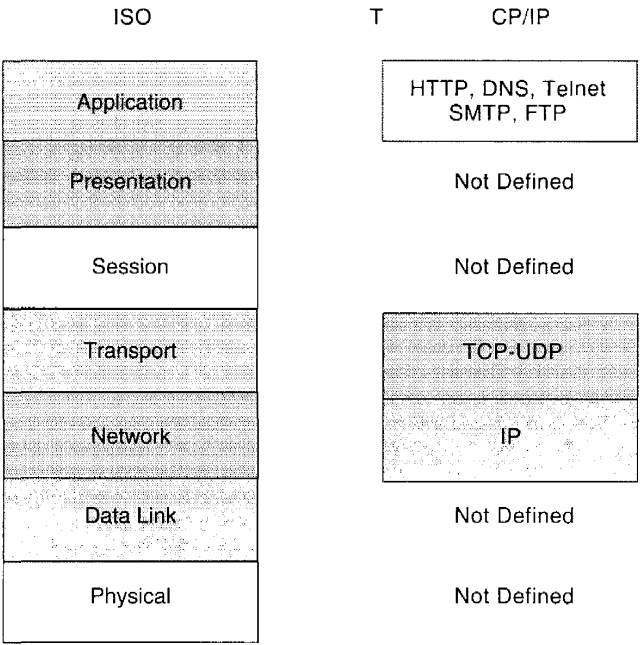 ISO T CP/IP
Application
HTTP, DNS, Telnet
SMTP, FTP
Presentation
Not Defined
Session
Not Defined
Transport
TCP-UDP
Network
IP
Data Link
Not Defined
Physical
Not Defined